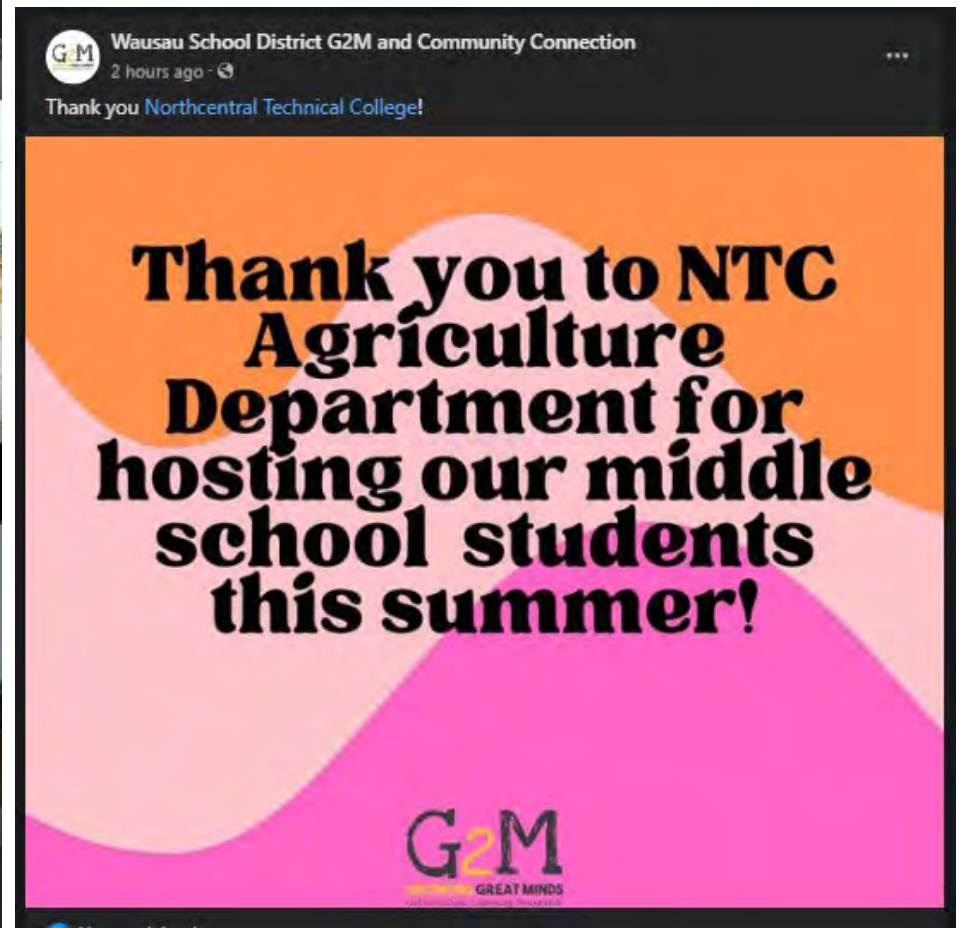 G2M
Wausau School District G2M and Community Connection
2 hours ago ·
Thank you Northcentral Technical College!
Thank you to NTC
Agriculture
Department for
hosting our middle
school students
this summer!
G2M
GREAT MINDS